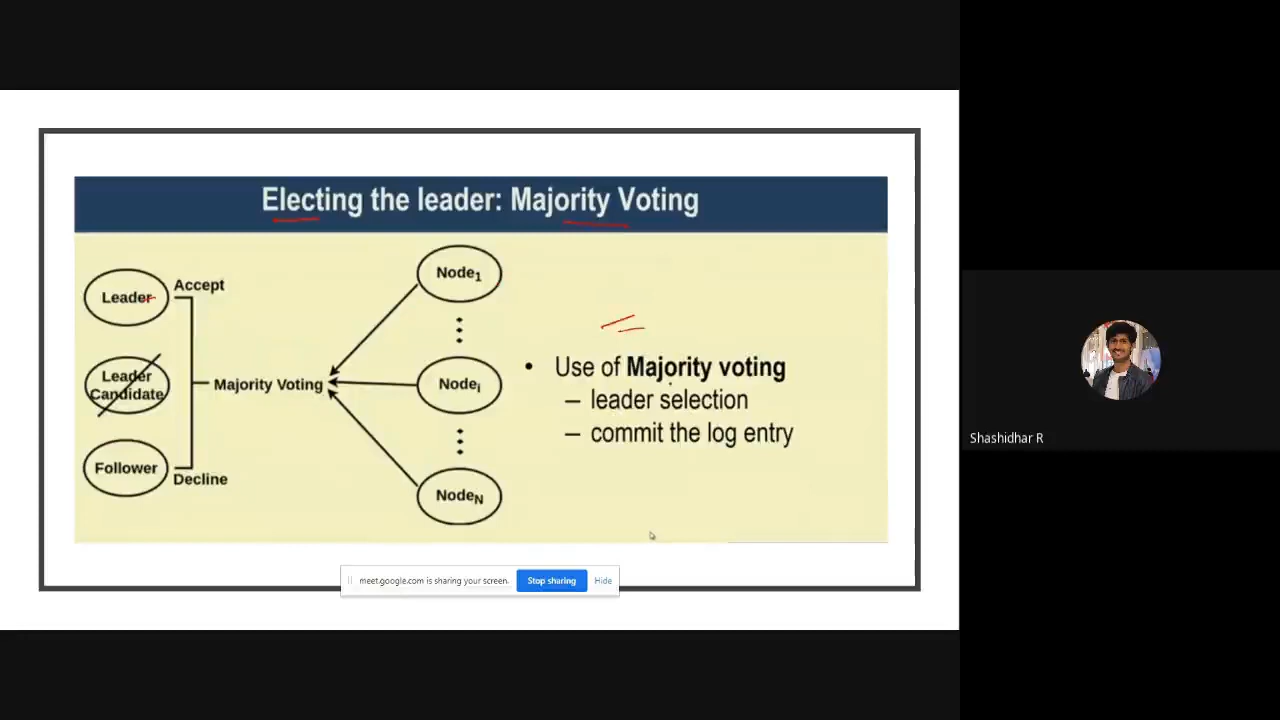 Electing the leader: Majority Voting
Leader
Accept
Leader
Candidate
Majority Voting
Follower
Decline
Node1
Nodei
NodeN
• Use of Majority voting
– leader selection
– commit the log entry
meet.google.com is sharing your screen.
Stop sharing
Hide
Shashidhar R